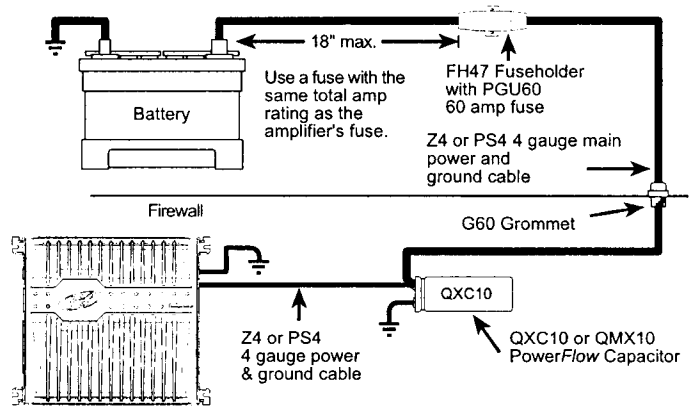 18" max.
Use a fuse with the
same total amp
rating as the
amplifier's fuse.
FH47 Fuseholder
with PGU60
60 amp fuse
Battery
Z4 or PS4 4 gauge main
power and
ground cable
Firewall
G60 Grommet
QXC10
Z4 or PS4
4 gauge power
& ground cable
QXC10 or QMX10
PowerFlow Capacitor